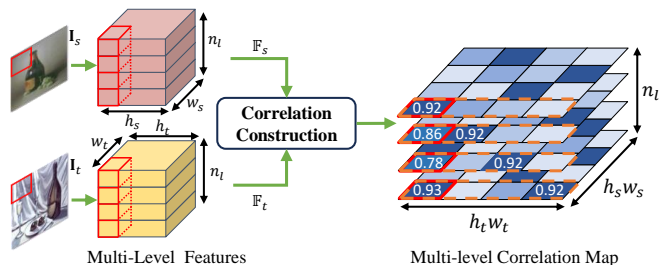 I_s
n_l
w_s
h_s
𝔽_s
Correlation
Construction
w_t
h_t
I_t
n_l
𝔽_t
Multi-Level Features
0.92
0.86 0.92
0.78 0.92
0.93 0.92
n_l
h_s w_s
h_t w_t
Multi-level Correlation Map